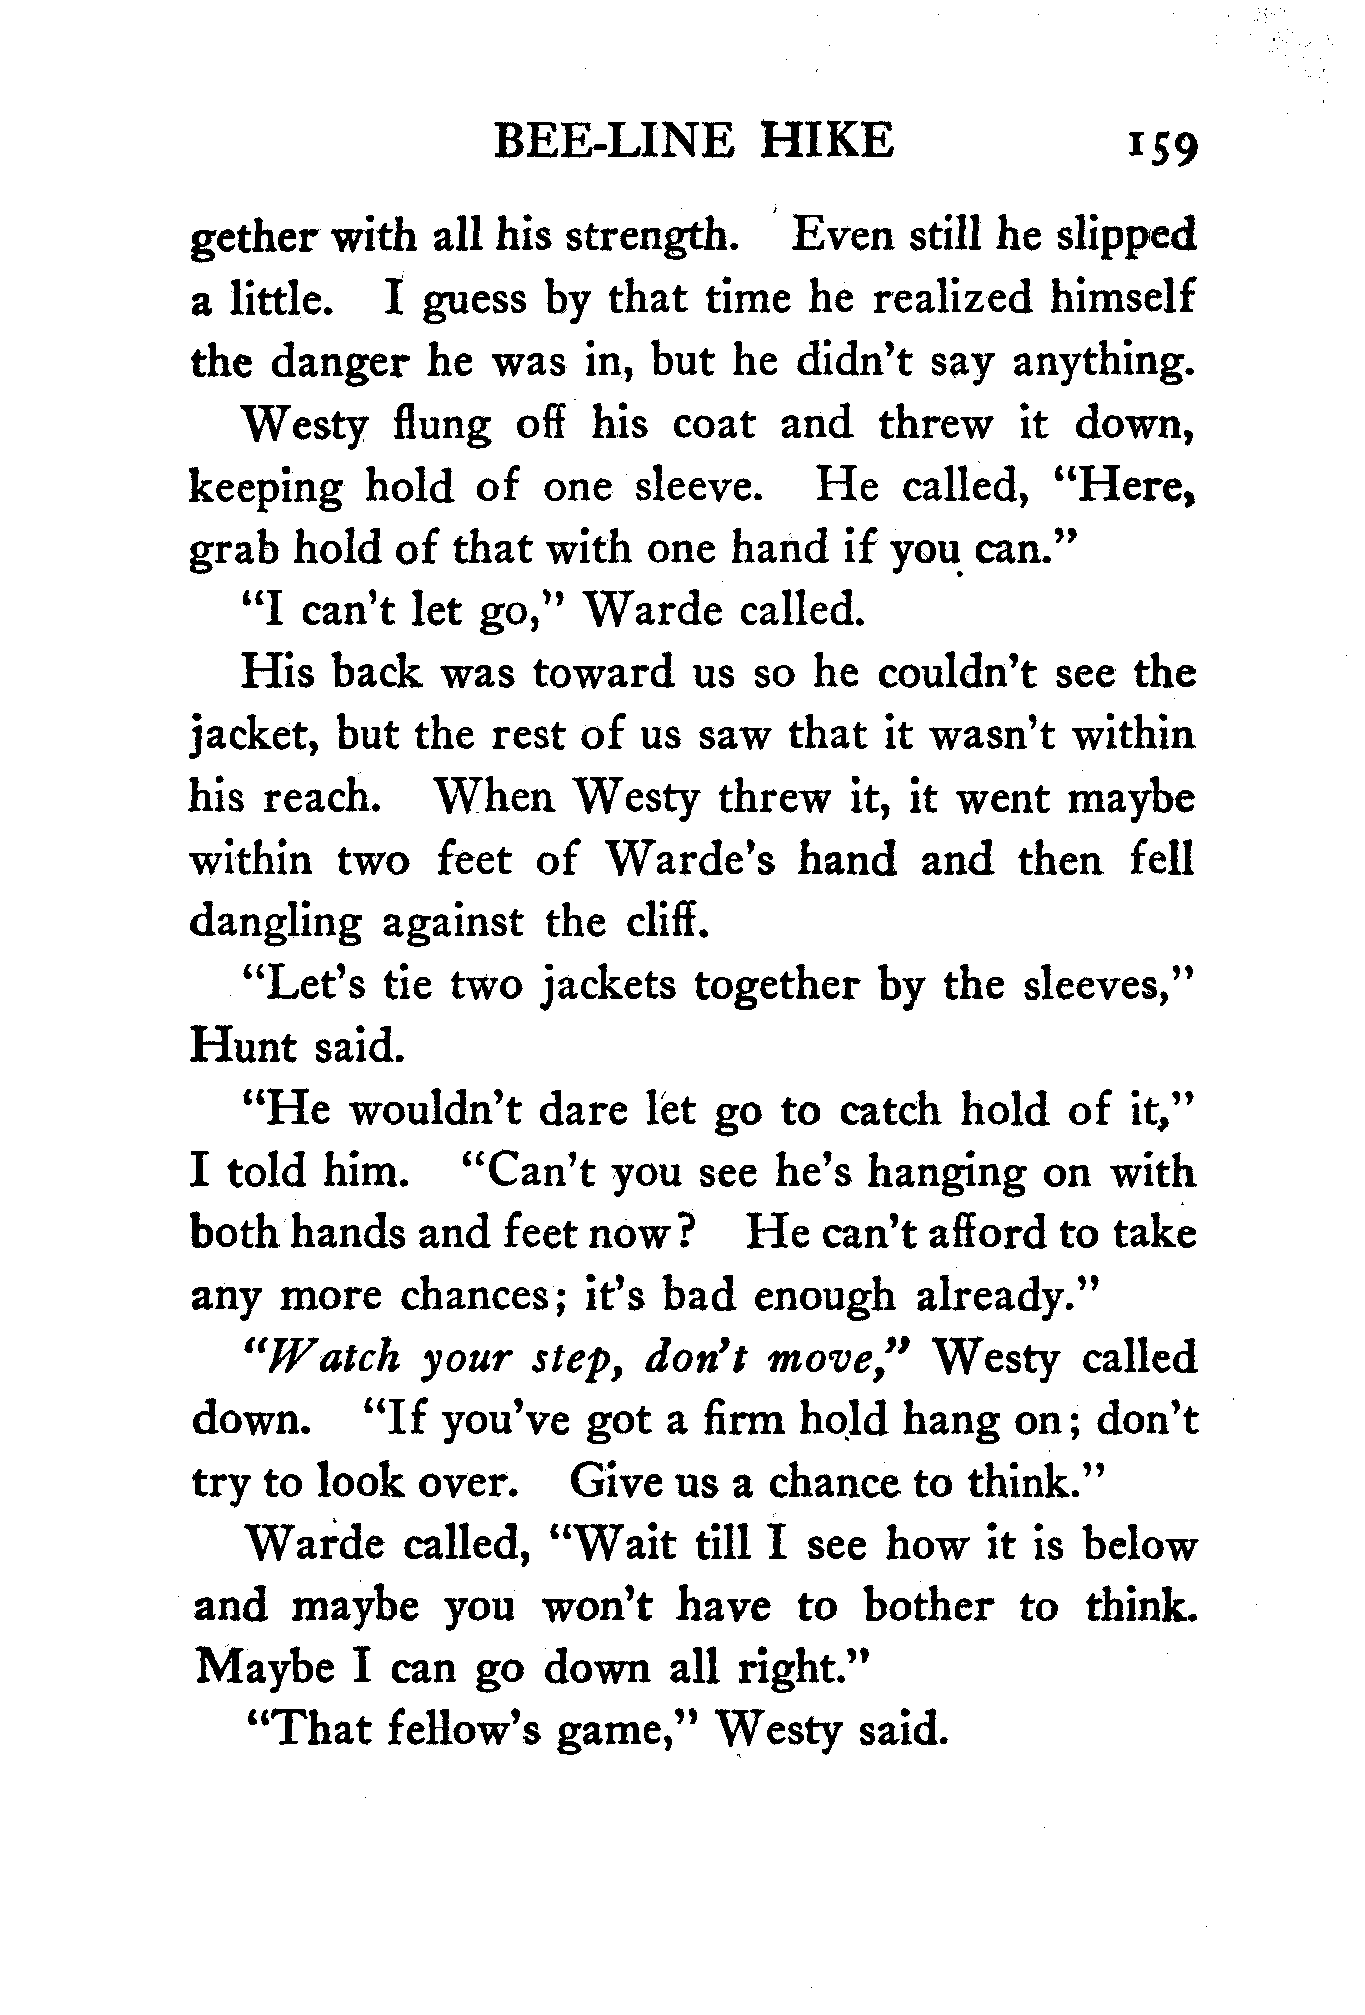 BEE-LINE HIKE 159
gether with all his strength. Even still he slipped
a little. I guess by that time he realized himself
the danger he was in, but he didn't say anything.
Westy flung off his coat and threw it down,
keeping hold of one sleeve. He called, "Here,
grab hold of that with one hand if you can."
"I can't let go," Warde called.
His back was toward us so he couldn't see the
jacket, but the rest of us saw that it wasn't within
his reach. When Westy threw it, it went maybe
within two feet of Warde's hand and then fell
dangling against the cliff.
"Let's tie two jackets together by the sleeves,"
Hunt said.
"He wouldn't dare let go to catch hold of it,"
I told him. "Can't you see he's hanging on with
both hands and feet now? He can't afford to take
any more chances; it's bad enough already."
"Watch your step, don't move," Westy called
down. "If you've got a firm hold hang on; don't
try to look over. Give us a chance to think."
Warde called, "Wait till I see how it is below
and maybe you won't have to bother to think.
Maybe I can go down all right."
"That fellow's game," Westy said.